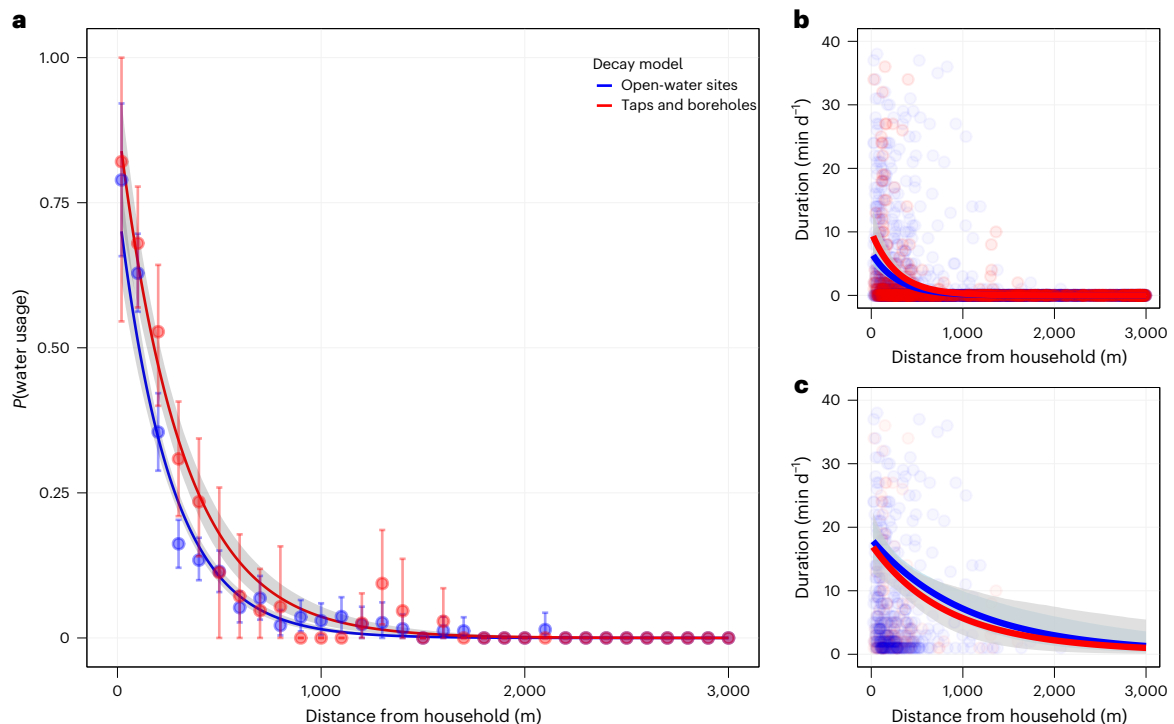 a
1.00
0.75
0.50
0.25
0
P(water usage)
0
1,000
2,000
3,000
Distance from household (m)
Decay model
Open-water sites
Taps and boreholes
b
40
30
20
10
0
Duration (min d⁻¹)
0
1,000
2,000
3,000
Distance from household (m)
c
40
30
20
10
0
Duration (min d⁻¹)
0
1,000
2,000
3,000
Distance from household (m)